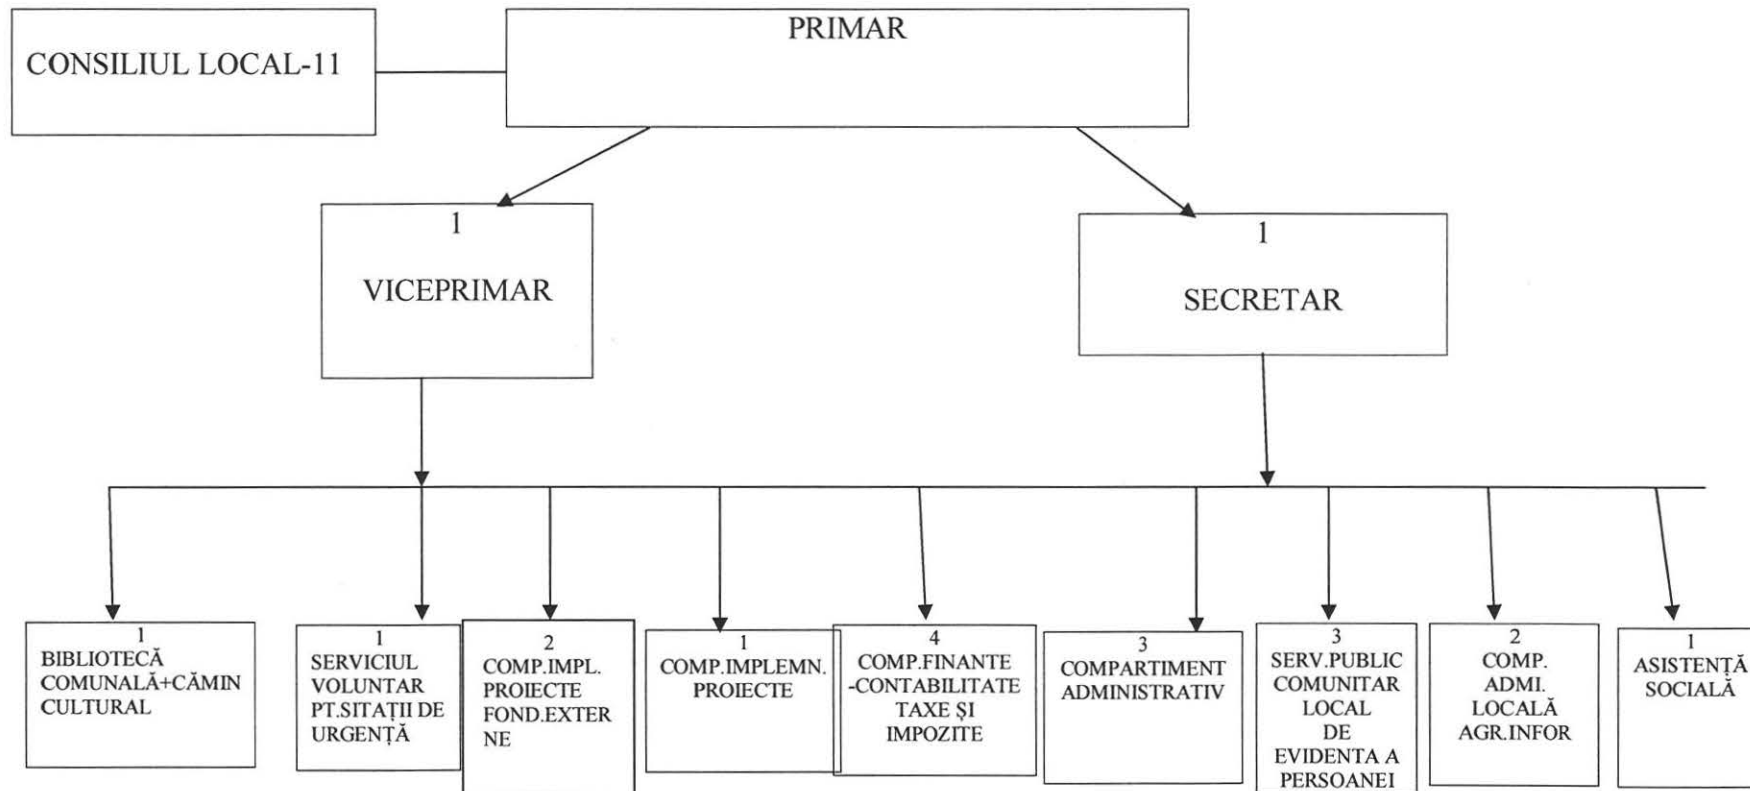 PRIMAR
CONSILIUL LOCAL-11
1
VICEPRIMAR
1
SECRETAR
1
BIBLIOTECĂ
COMUNALĂ+CĂMIN
CULTURAL
1
SERVICIUL
VOLUNTAR
PT.SITAȚII DE
URGENȚĂ
2
COMP.IMPL.
PROIECTE
FOND.EXTER
NE
1
COMP.IMPLEMN.
PROIECTE
4
COMP.FINANTE
-CONTABILITATE
TAXE ȘI
IMPOZITE
3
COMPARTIMENT
ADMINISTRATIV
3
SERV.PUBLIC
COMUNITAR
LOCAL
DE
EVIDENTA A
PERSOANEI
2
COMP.
ADMI.
LOCALĂ
AGR.INFOR
1
ASISTENȚĂ
SOCIALĂ